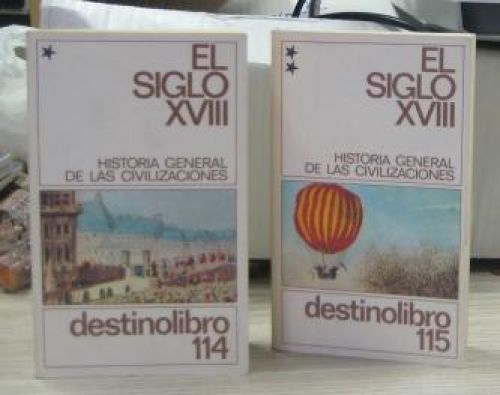 EL
SIGLO
XVIII
HISTORIA GENERAL
DE LAS CIVILIZACIONES
destinolibro
114
EL
SIGLO
XVIII
HISTORIA GENERAL
DE LAS CIVILIZACIONES
destinolibro
115